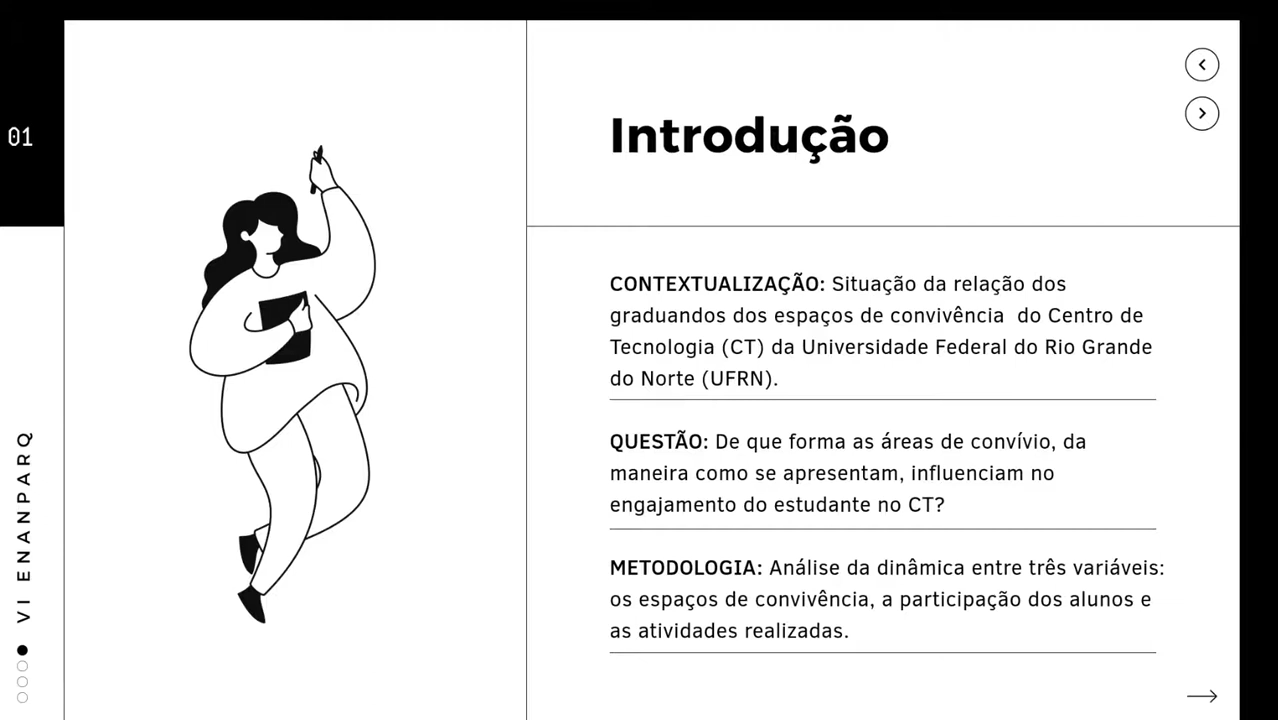 01
Introdução
CONTEXTUALIZAÇÃO: Situação da relação dos
graduandos dos espaços de convivência do Centro de
Tecnologia (CT) da Universidade Federal do Rio Grande
do Norte (UFRN).
QUESTÃO: De que forma as áreas de convívio, da
maneira como se apresentam, influenciam no
engajamento do estudante no CT?
METODOLOGIA: Análise da dinâmica entre três variáveis:
os espaços de convivência, a participação dos alunos e
as atividades realizadas.
VI ENANPARQ